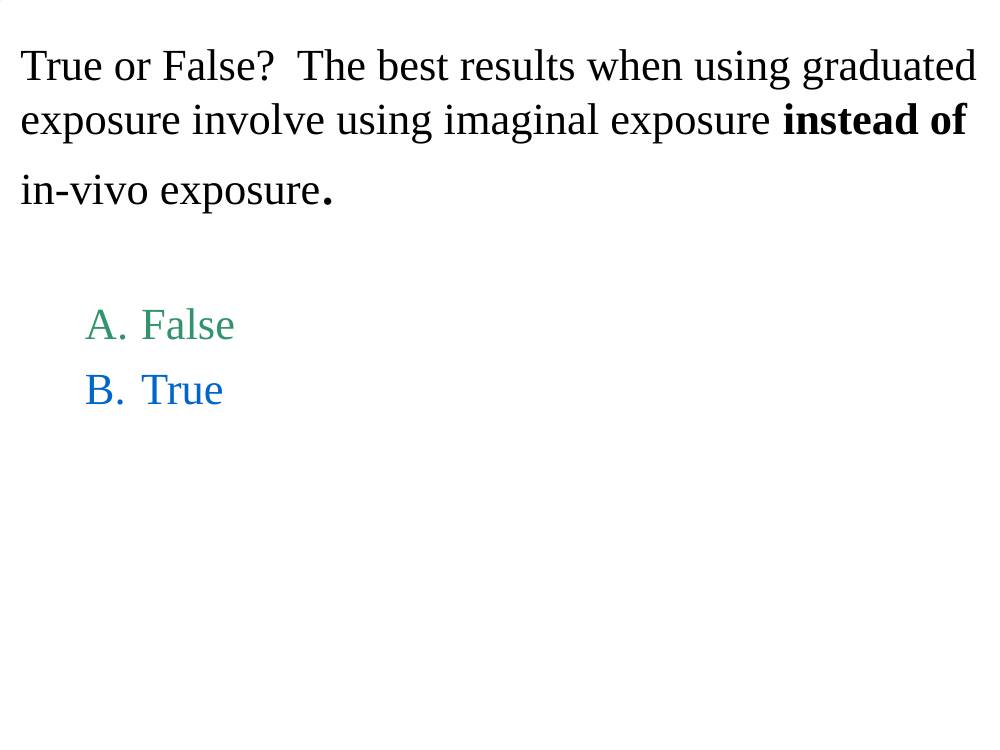 True or False?  The best results when using graduated
exposure involve using imaginal exposure instead of
in-vivo exposure.
A. False
B. True